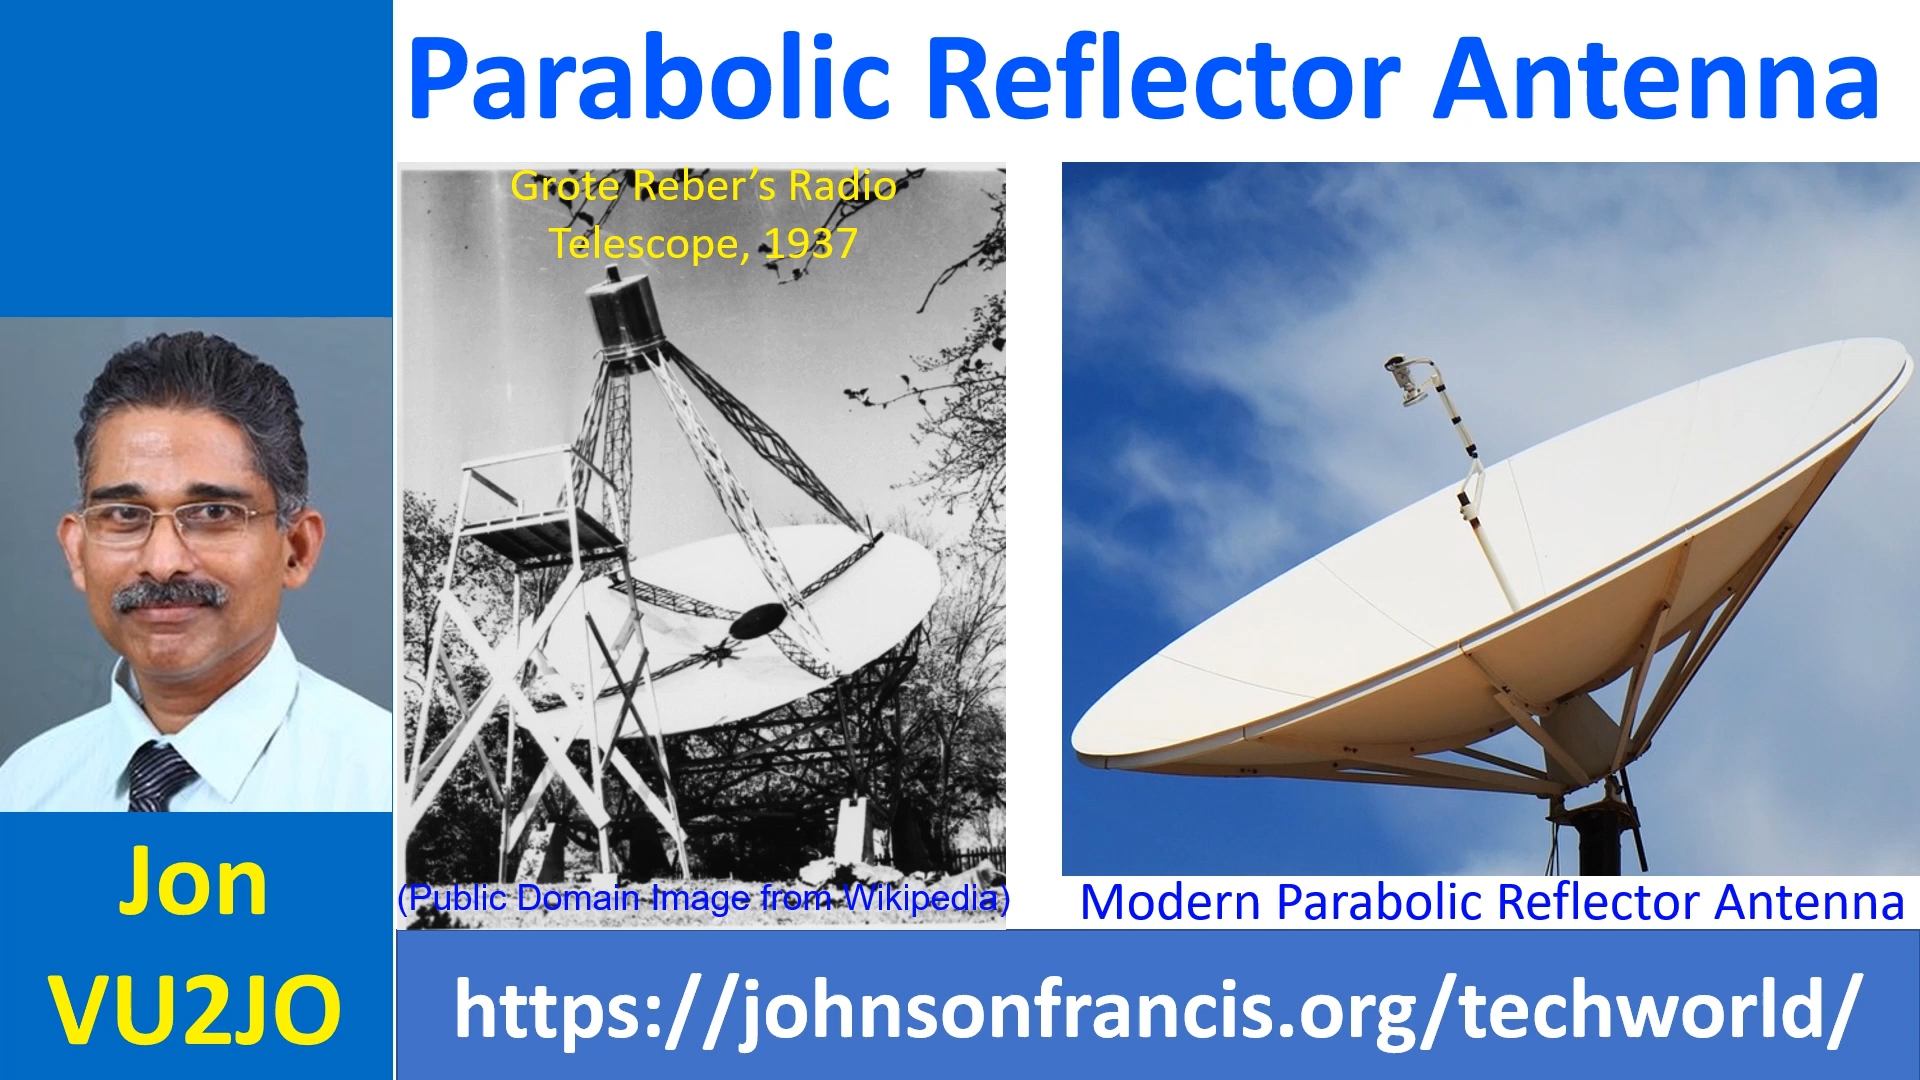 Parabolic Reflector Antenna
Grote Reber’s Radio
Telescope, 1937
(Public Domain Image from Wikipedia)
Modern Parabolic Reflector Antenna
Jon
VU2JO
https://johnsonfrancis.org/techworld/